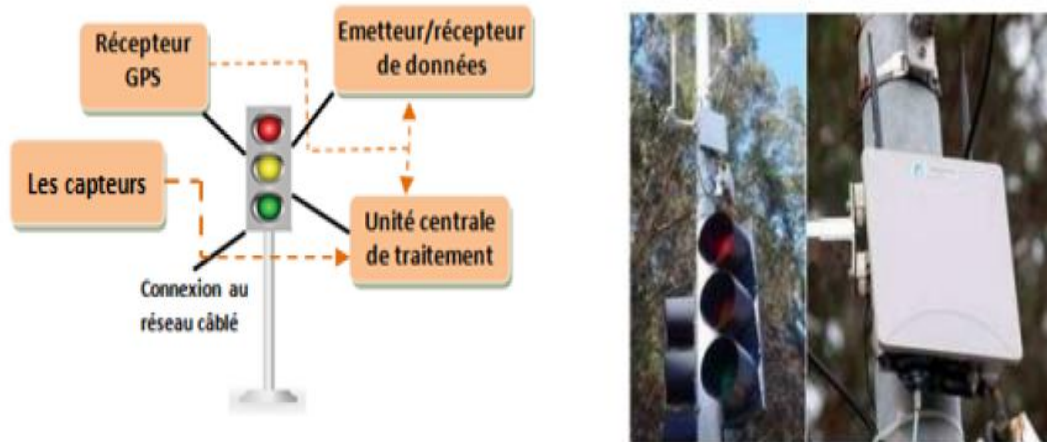 Récepteur
GPS
Emetteur/récepteur
de données
Les capteurs
Unité centrale
de traitement
Connexion au
réseau câblé